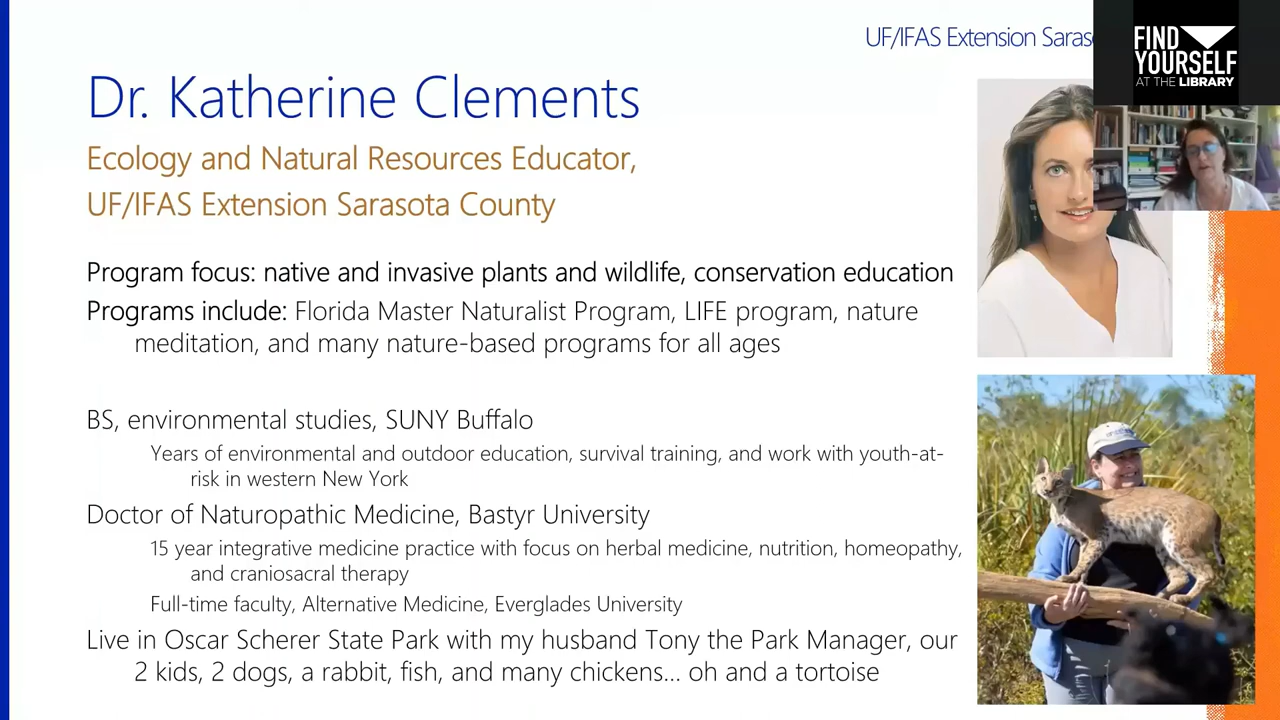 UF/IFAS Extension
FIND
YOURSELF
AT THE LIBRARY
Dr. Katherine Clements
Ecology and Natural Resources Educator,
UF/IFAS Extension Sarasota County
Program focus: native and invasive plants and wildlife, conservation education
Programs include: Florida Master Naturalist Program, LIFE program, nature
meditation, and many nature-based programs for all ages
BS, environmental studies, SUNY Buffalo
Years of environmental and outdoor education, survival training, and work with youth-at-
risk in western New York
Doctor of Naturopathic Medicine, Bastyr University
15 year integrative medicine practice with focus on herbal medicine, nutrition, homeopathy,
and craniosacral therapy
Full-time faculty, Alternative Medicine, Everglades University
Live in Oscar Scherer State Park with my husband Tony the Park Manager, our
2 kids, 2 dogs, a rabbit, fish, and many chickens... oh and a tortoise